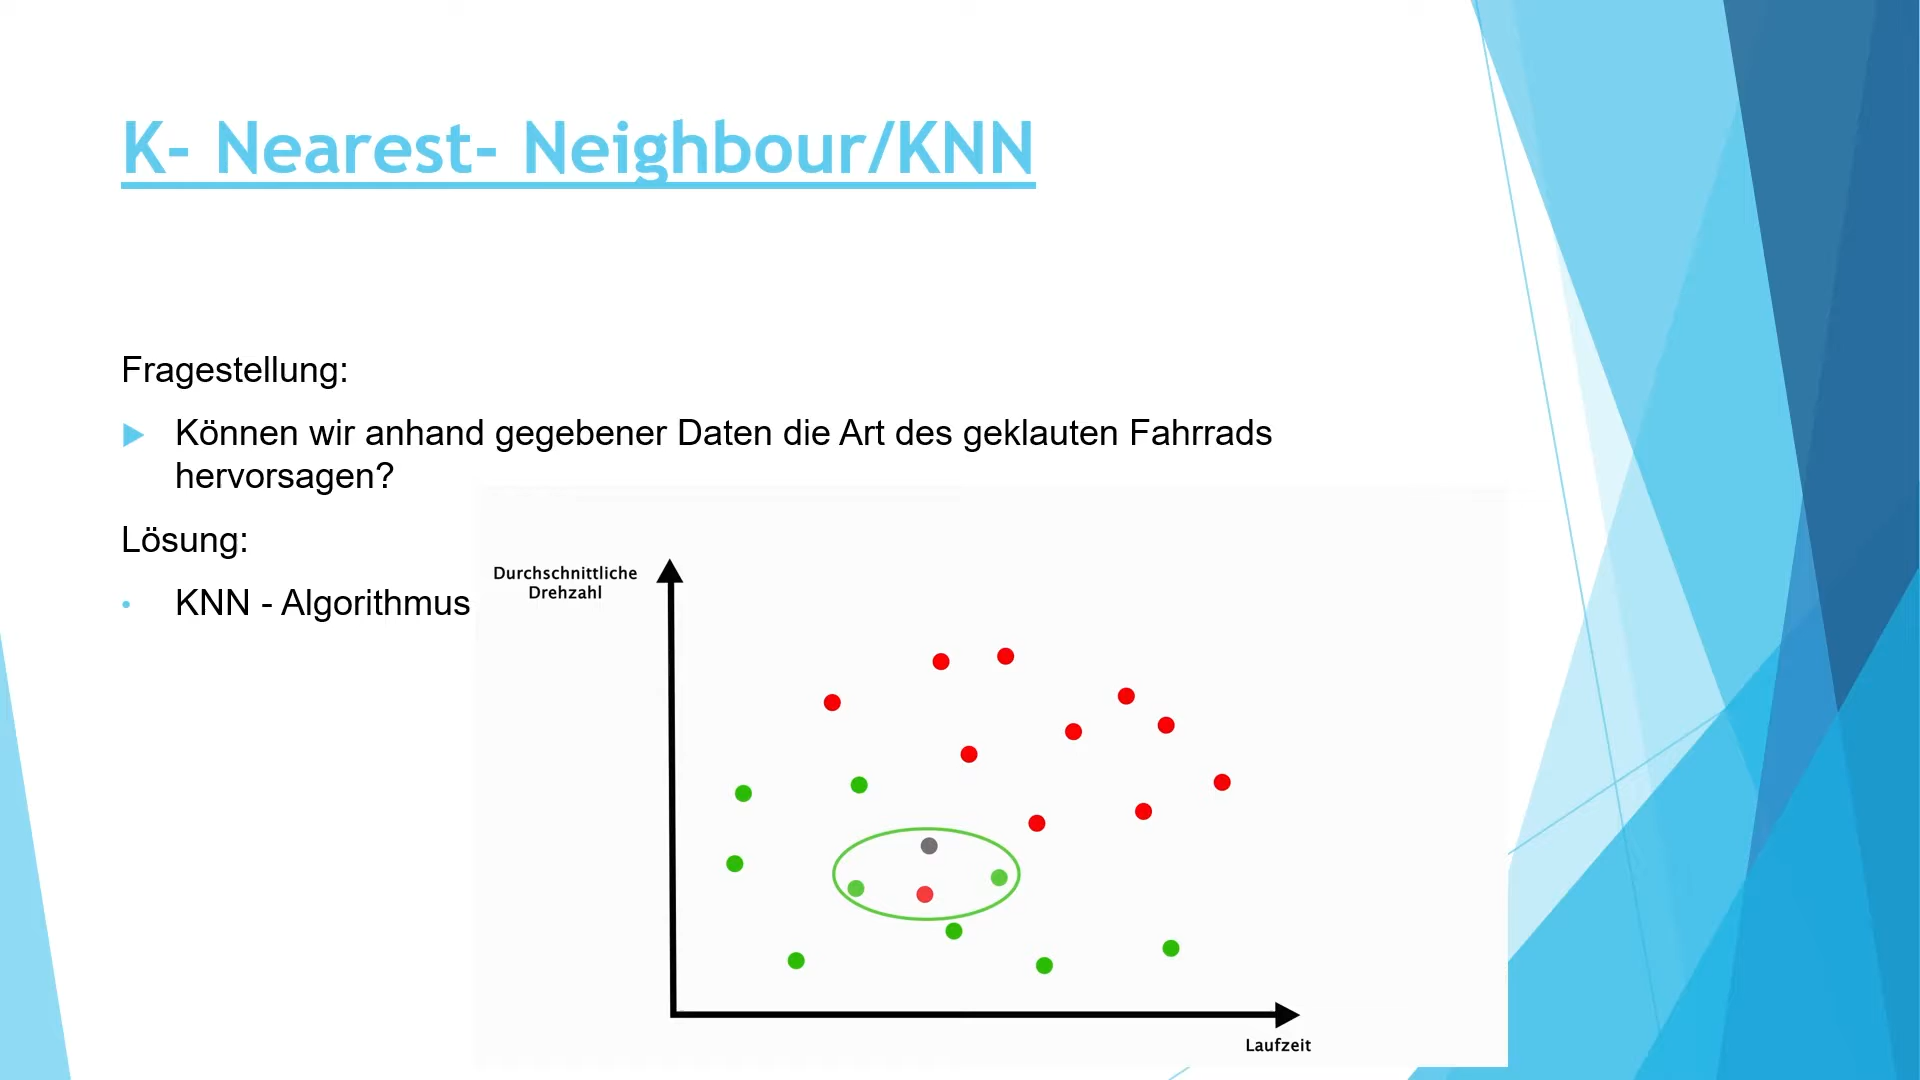 K- Nearest- Neighbour/KNN
Fragestellung:
Können wir anhand gegebener Daten die Art des geklauten Fahrrads
hervorsagen?
Lösung:
KNN - Algorithmus
Durchschnittliche
Drehzahl
Laufzeit